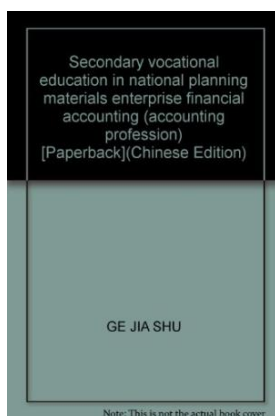 Secondary vocational
education in national planning
materials enterprise financial
accounting (accounting
profession)
[Paperback](Chinese Edition)
GE JIA SHU
Note: This is not the actual book cover